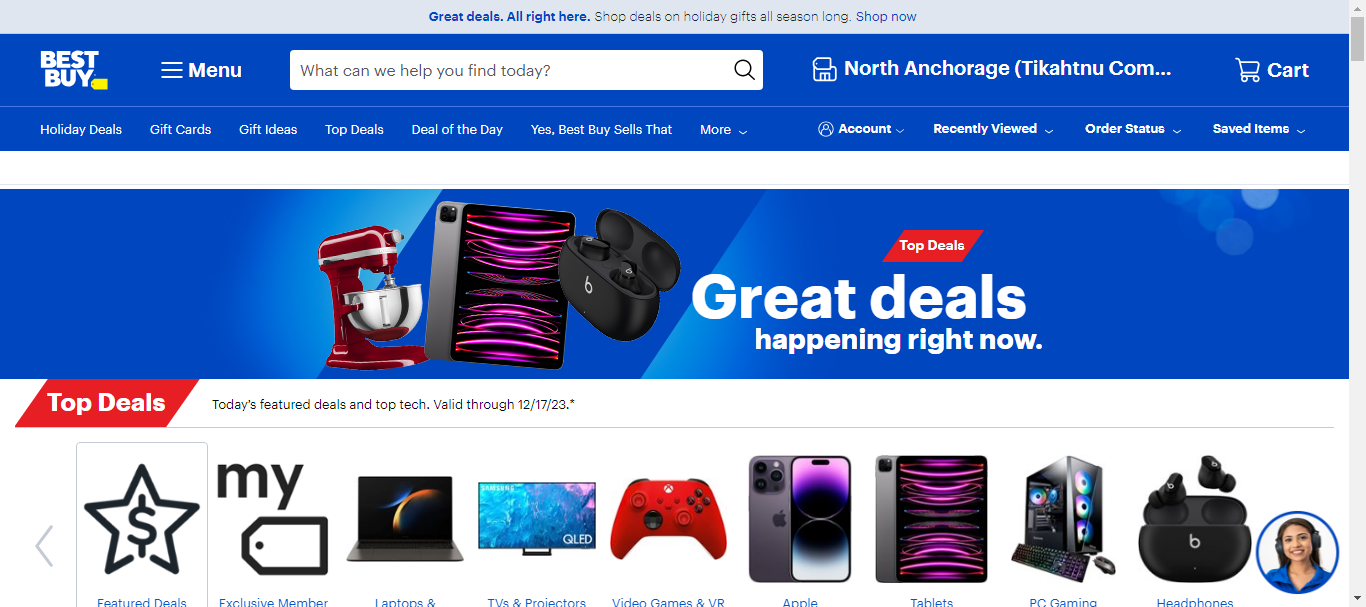 Great deals. All right here. Shop deals on holiday gifts all season long. Shop now
BEST BUY
Menu
What can we help you find today?
North Anchorage (Tikahtnu Com...
Cart
Holiday Deals
Gift Cards
Gift Ideas
Top Deals
Deal of the Day
Yes, Best Buy Sells That
More
Account
Recently Viewed
Order Status
Saved Items
Top Deals
Great deals
happening right now.
Top Deals
Today's featured deals and top tech. Valid through 12/17/23.*
my
SAMSUNG
QLED
b
b
Featured Deals
Exclusive Member
Laptops &
TVs & Projectors
Video Games & VR
Apple
Tablets
PC Gaming
Headphones